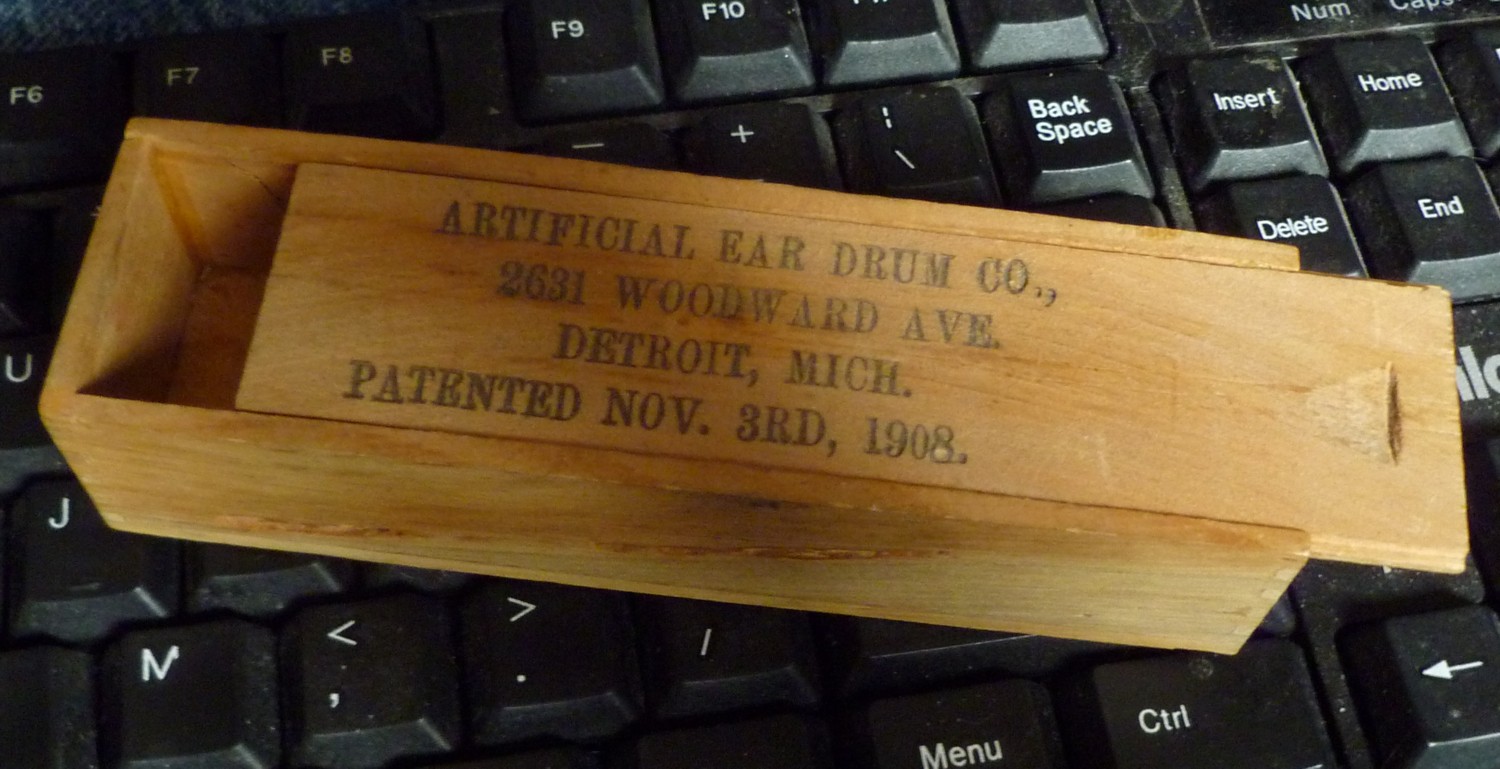 F6 F7 F8 F9 F10 Num Caps
— + ¦ \ Back Space Insert Home
Delete End
ARTIFICIAL EAR DRUM CO.,
2631 WOODWARD AVE.
DETROIT, MICH.
PATENTED NOV. 3RD, 1908.
U
J
M < , > . /
Menu Ctrl ←